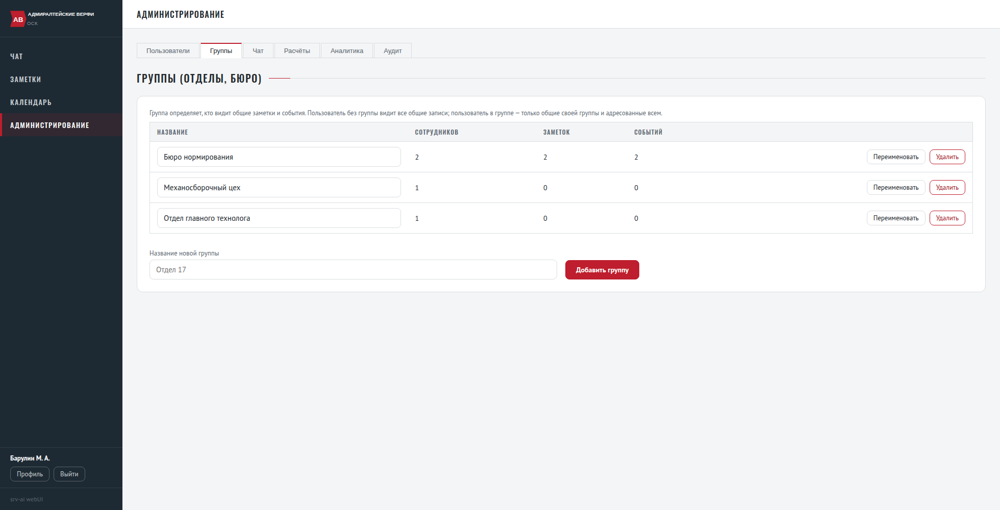 АВ АДМИРАЛТЕЙСКИЕ ВЕРФИ
ОСК
ЧАТ
ЗАМЕТКИ
КАЛЕНДАРЬ
АДМИНИСТРИРОВАНИЕ
Барулин М. А.
Профиль Выйти
srv-ai webUI
АДМИНИСТРИРОВАНИЕ
Пользователи Группы Чат Расчёты Аналитика Аудит
ГРУППЫ (ОТДЕЛЫ, БЮРО)
Группа определяет, кто видит общие заметки и события. Пользователь без группы видит все общие записи; пользователь в группе — только общие своей группы и адресованные всем.
НАЗВАНИЕ СОТРУДНИКОВ ЗАМЕТОК СОБЫТИЙ
Бюро нормирования 2 2 2 Переименовать Удалить
Механосборочный цех 1 0 0 Переименовать Удалить
Отдел главного технолога 1 0 0 Переименовать Удалить
Название новой группы
Отдел 17 Добавить группу